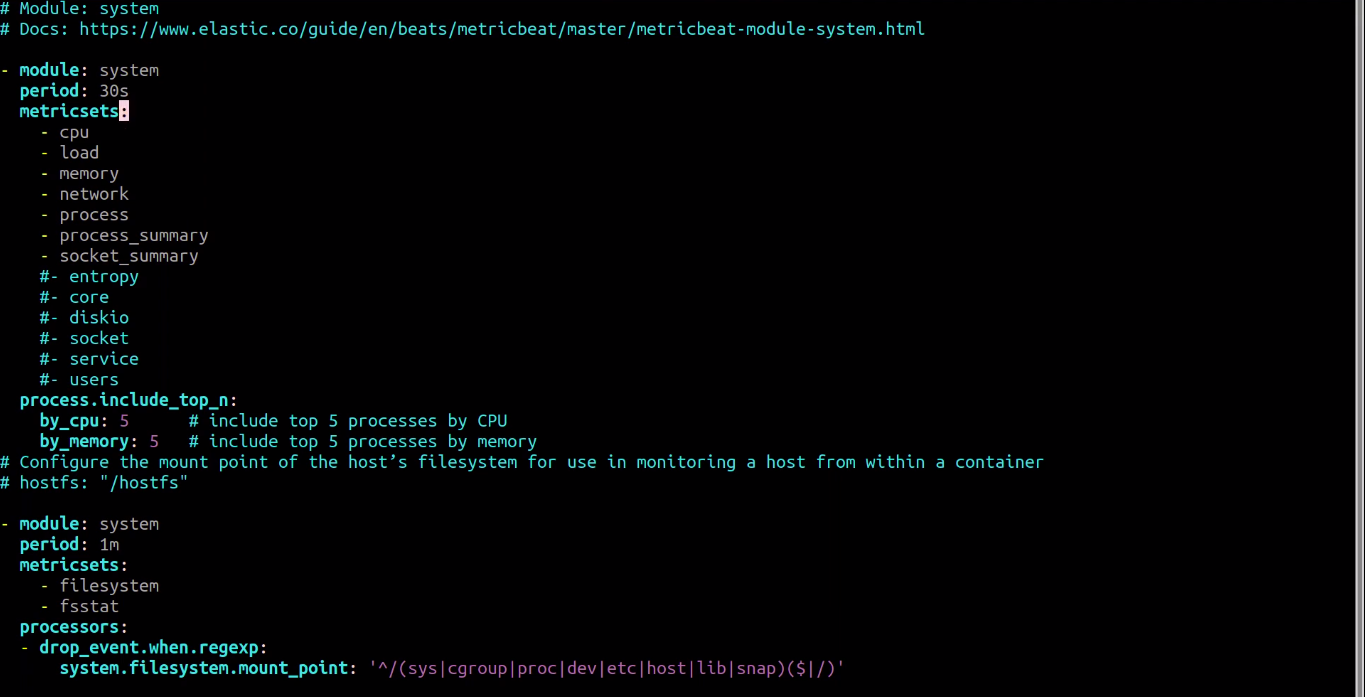 # Module: system
# Docs: https://www.elastic.co/guide/en/beats/metricbeat/master/metricbeat-module-system.html

- module: system
  period: 30s
  metricsets:
    - cpu
    - load
    - memory
    - network
    - process
    - process_summary
    - socket_summary
    #- entropy
    #- core
    #- diskio
    #- socket
    #- service
    #- users
  process.include_top_n:
    by_cpu: 5      # include top 5 processes by CPU
    by_memory: 5   # include top 5 processes by memory
# Configure the mount point of the host’s filesystem for use in monitoring a host from within a container
# hostfs: "/hostfs"

- module: system
  period: 1m
  metricsets:
    - filesystem
    - fsstat
  processors:
  - drop_event.when.regexp:
      system.filesystem.mount_point: '^/(sys|cgroup|proc|dev|etc|host|lib|snap)($|/)'